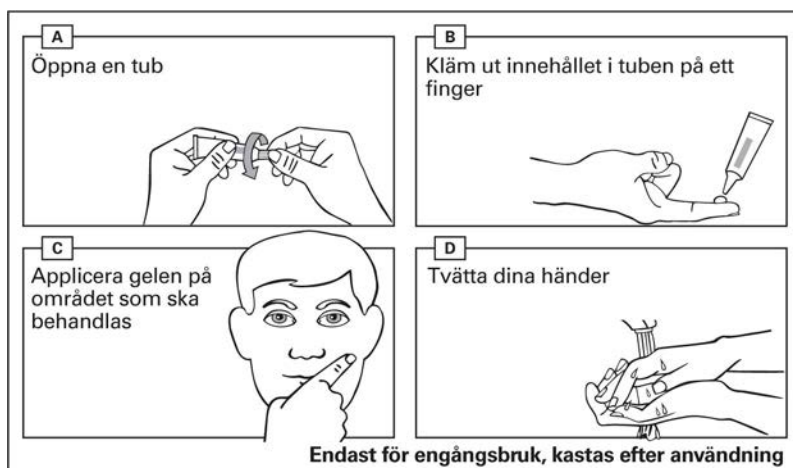 A
Öppna en tub
B
Kläm ut innehållet i tuben på ett
finger
C
Applicera gelen på
området som ska
behandlas
D
Tvätta dina händer
Endast för engångsbruk, kastas efter användning